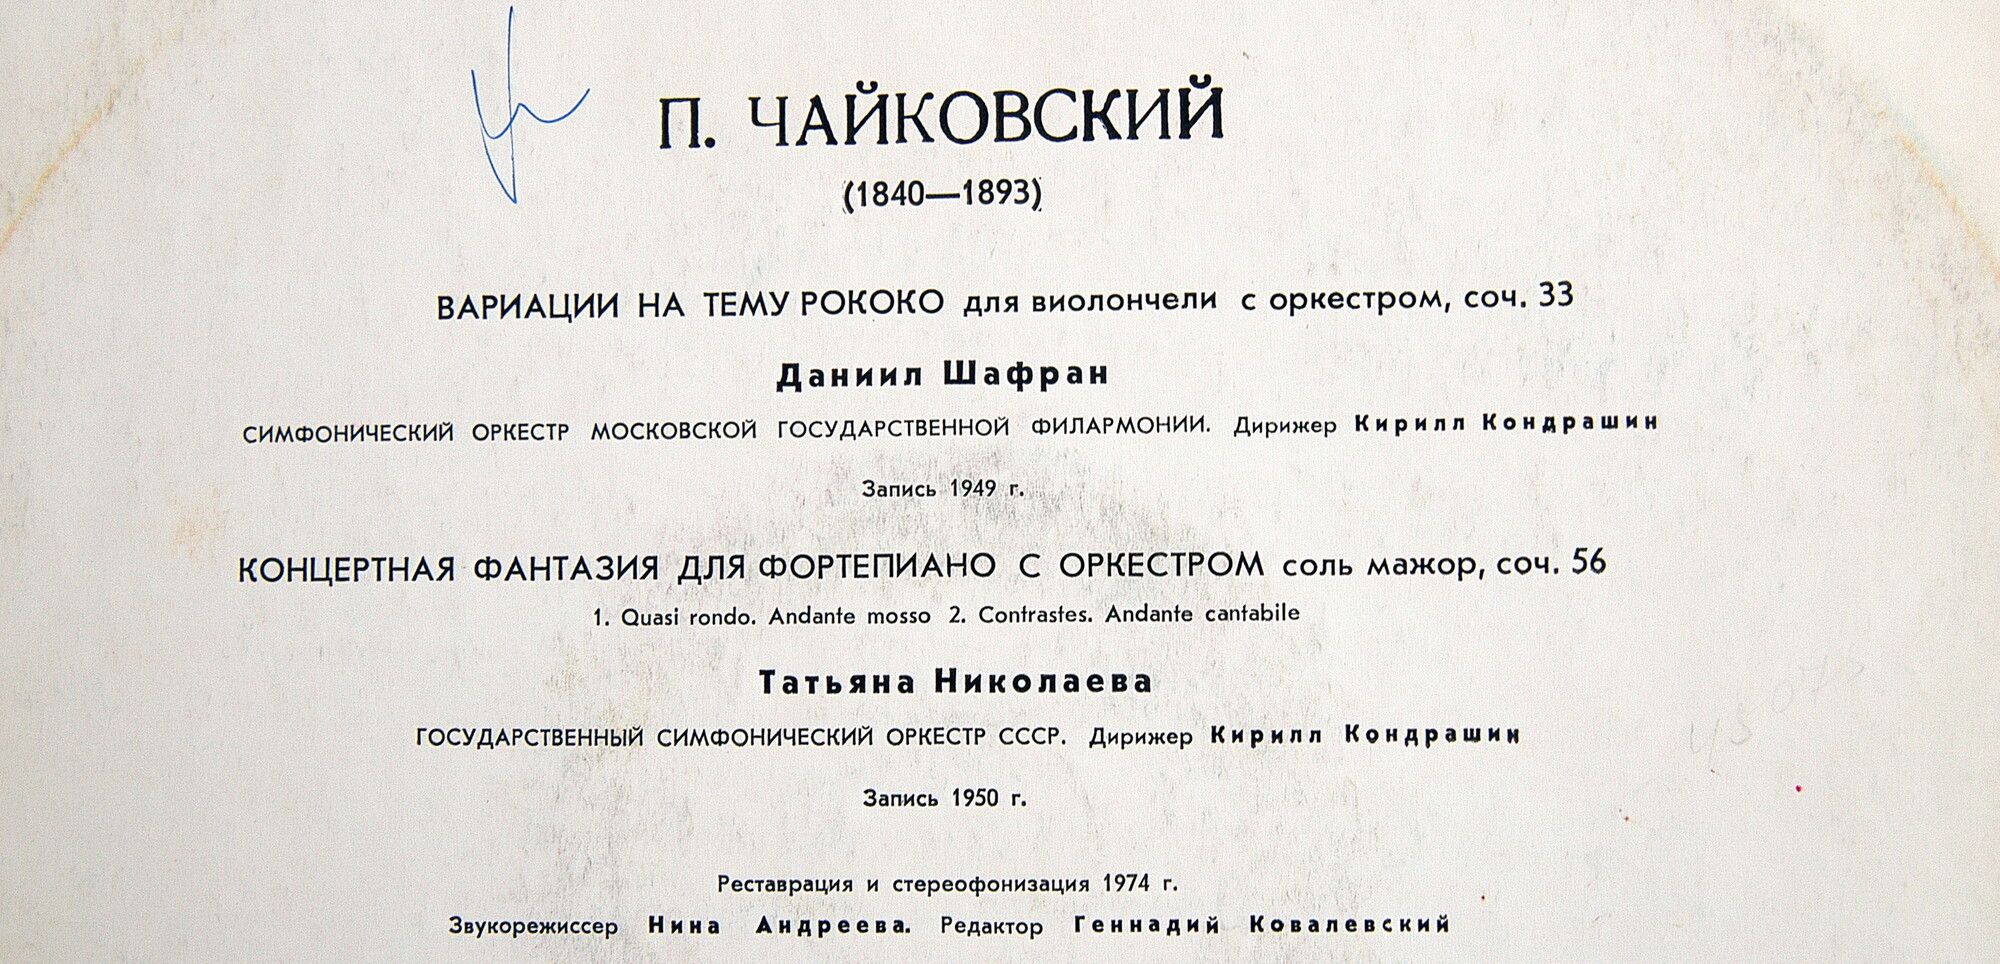 П. ЧАЙКОВСКИЙ
(1840—1893)
ВАРИАЦИИ НА ТЕМУ РОКОКО для виолончели с оркестром, соч. 33
Даниил Шафран
СИМФОНИЧЕСКИЙ ОРКЕСТР МОСКОВСКОЙ ГОСУДАРСТВЕННОЙ ФИЛАРМОНИИ. Дирижер Кирилл Кондрашин
Запись 1949 г.
КОНЦЕРТНАЯ ФАНТАЗИЯ ДЛЯ ФОРТЕПИАНО С ОРКЕСТРОМ соль мажор, соч. 56
1. Quasi rondo. Andante mosso 2. Contrastes. Andante cantabile
Татьяна Николаева
ГОСУДАРСТВЕННЫЙ СИМФОНИЧЕСКИЙ ОРКЕСТР СССР. Дирижер Кирилл Кондрашин
Запись 1950 г.
Реставрация и стереофонизация 1974 г.
Звукорежиссер Нина Андреева. Редактор Геннадий Ковалевский